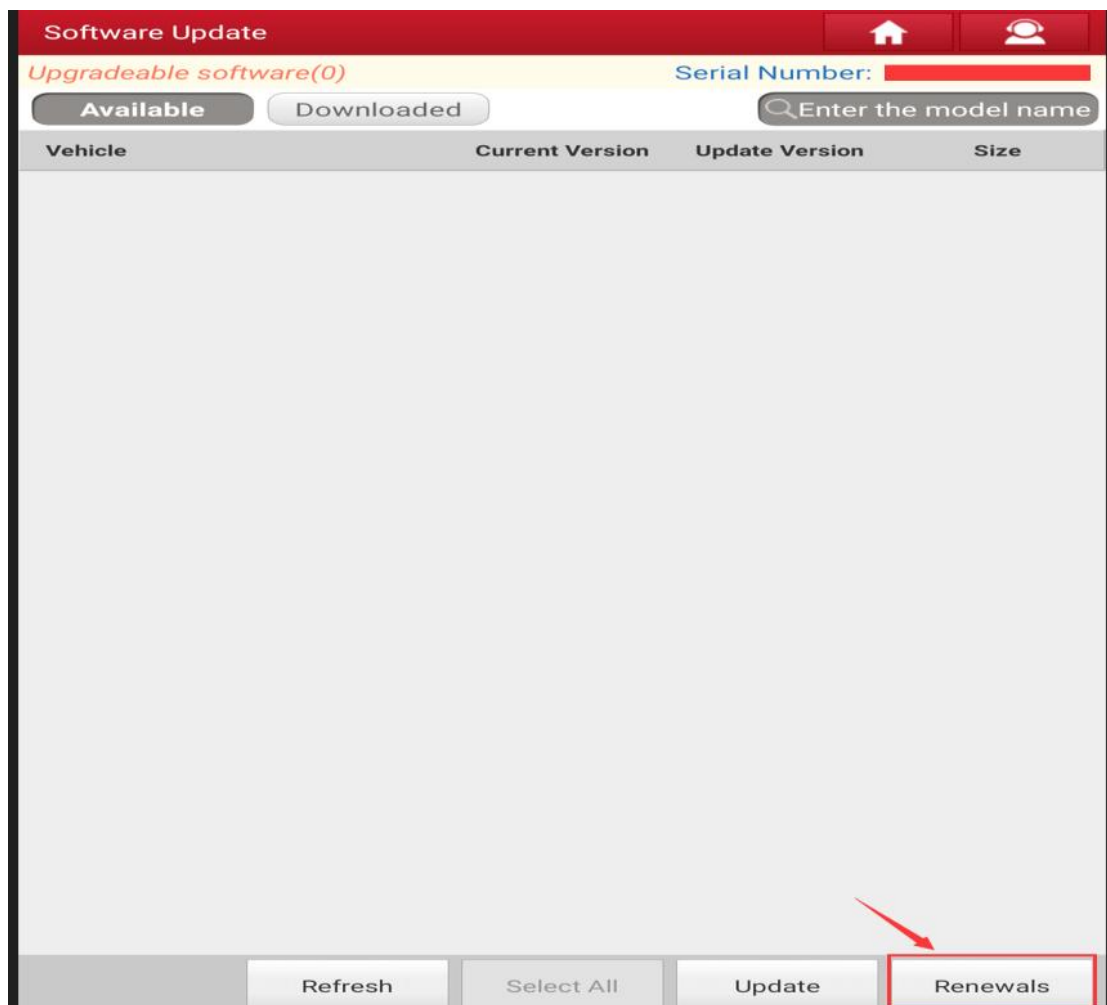 Software Update
Upgradeable software(0) Serial Number:
Available Downloaded Enter the model name
Vehicle Current Version Update Version Size
Refresh Select All Update Renewals